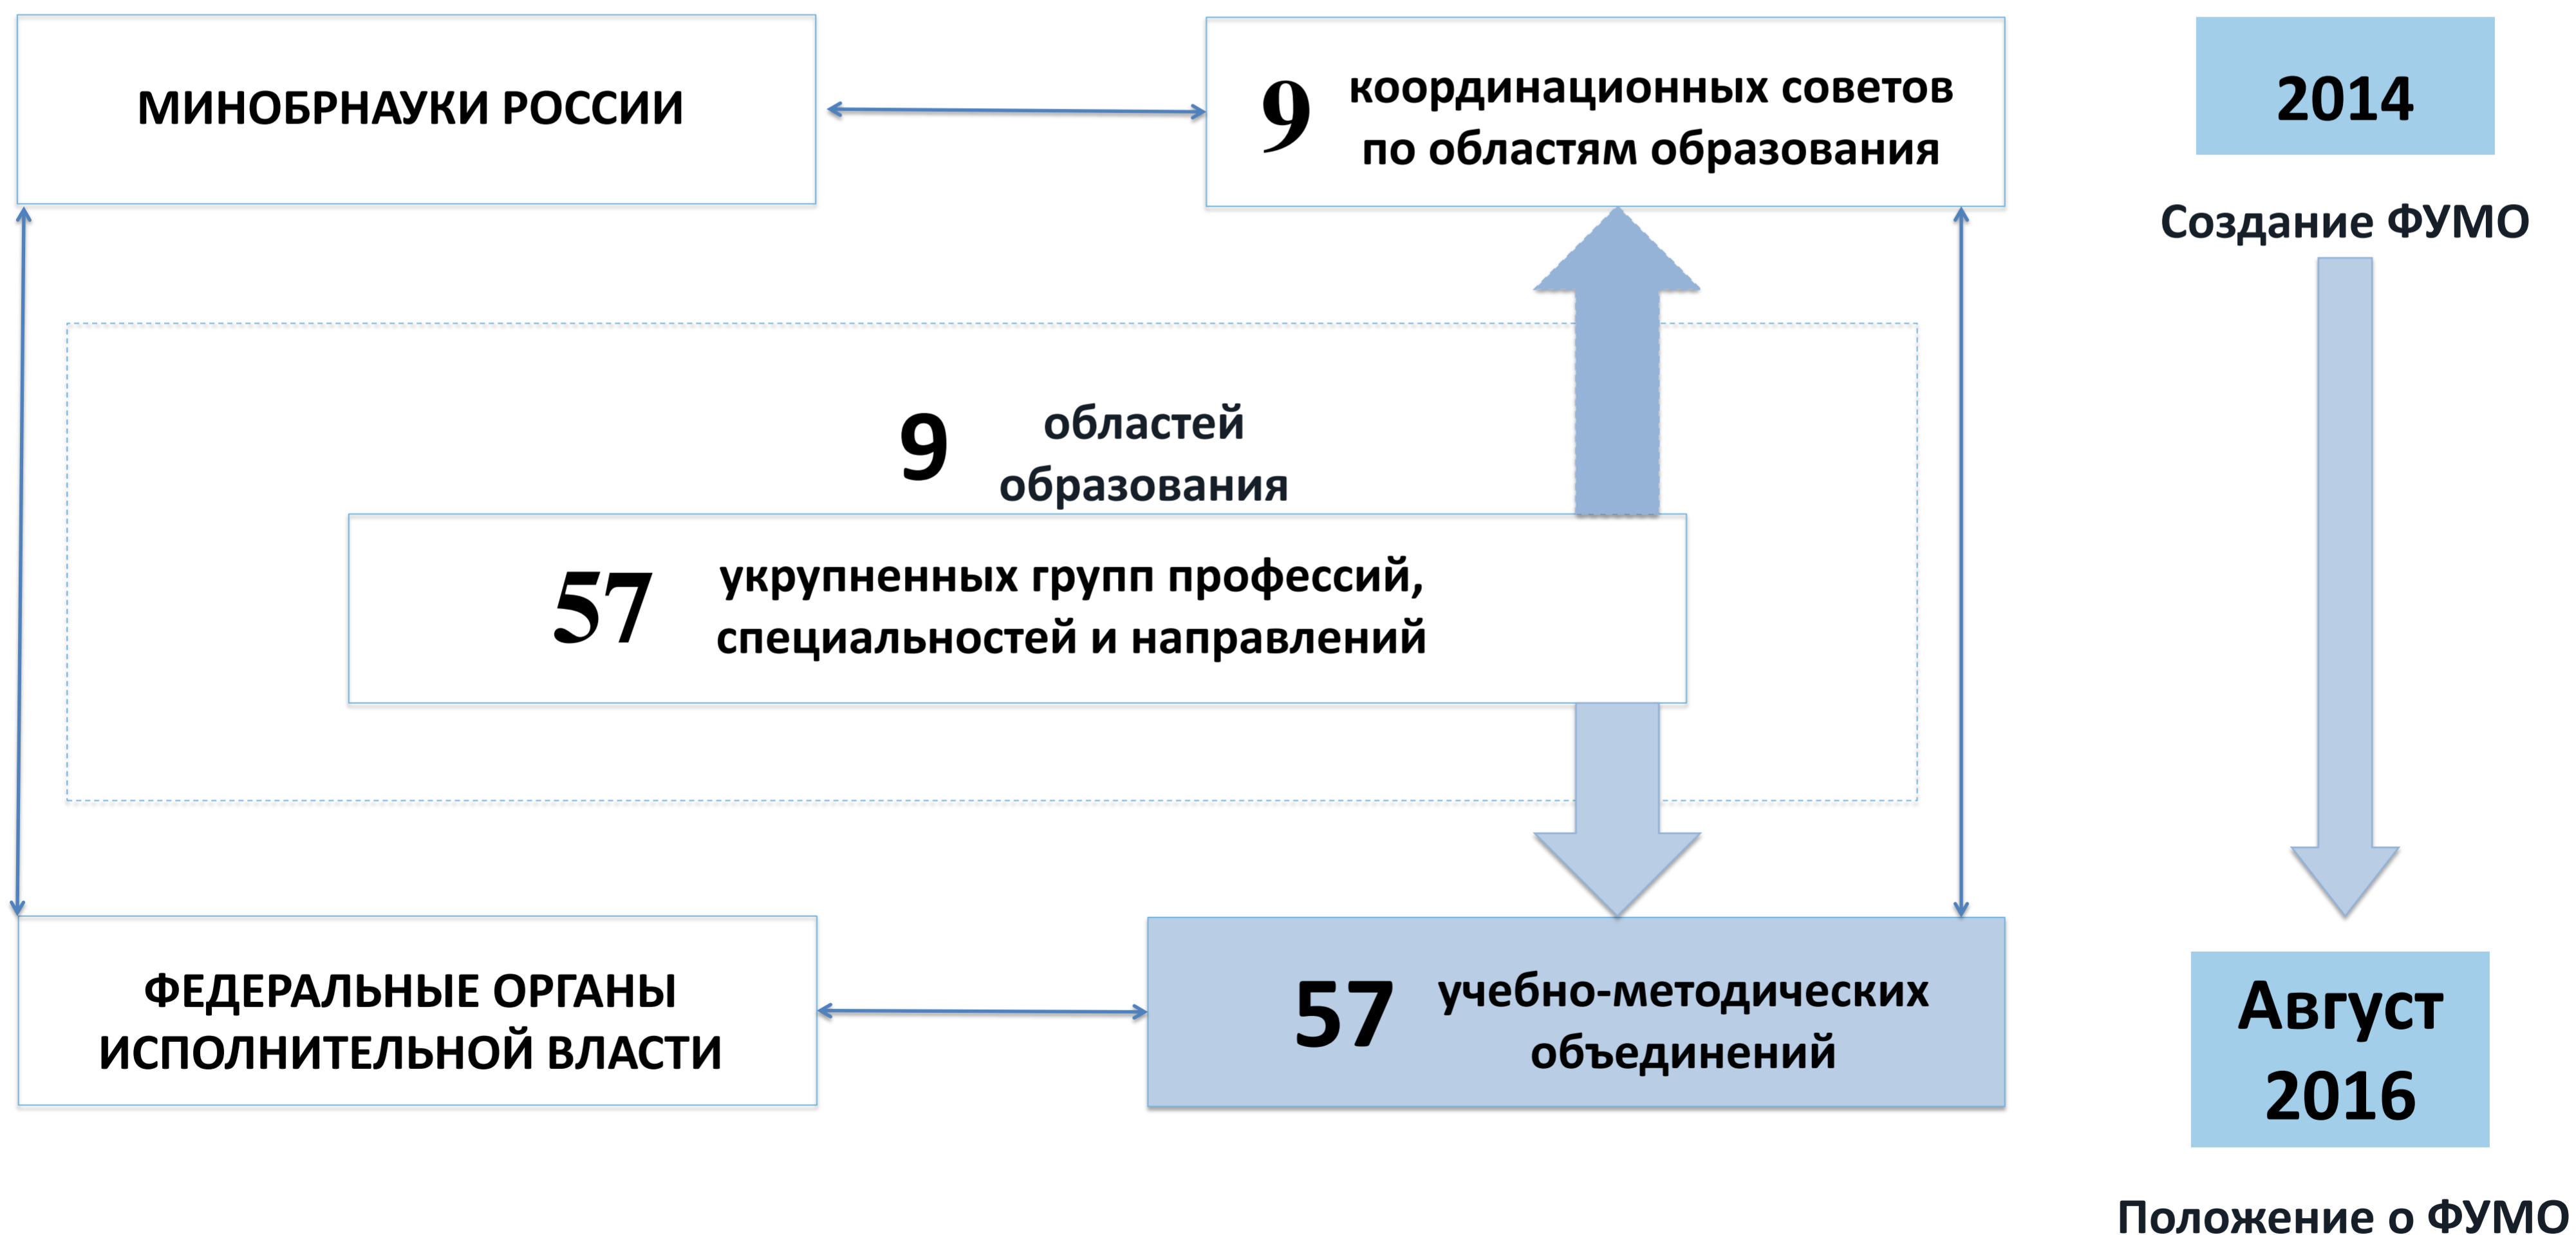 МИНОБРНАУКИ РОССИИ
9 координационных советов
по областям образования
2014
Создание ФУМО
9 областей
образования
57 укрупненных групп профессий,
специальностей и направлений
ФЕДЕРАЛЬНЫЕ ОРГАНЫ
ИСПОЛНИТЕЛЬНОЙ ВЛАСТИ
57 учебно-методических
объединений
Август
2016
Положение о ФУМО